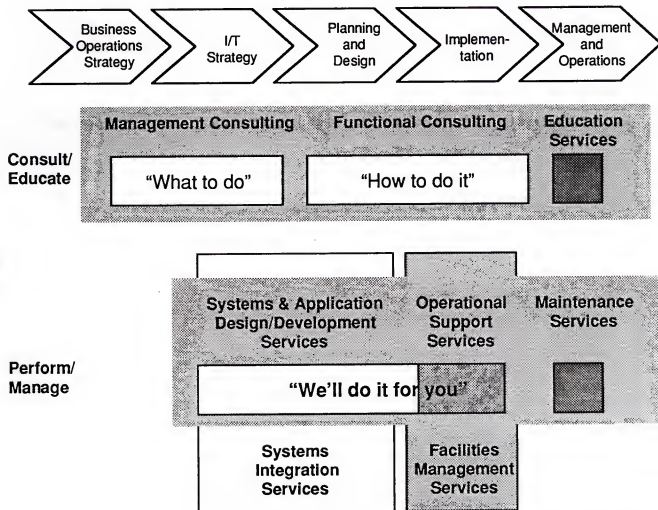 Business
Operations
Strategy
I/T
Strategy
Planning
and
Design
Implemen-
tation
Management
and
Operations
Management Consulting
Functional Consulting
Education
Services
Consult/
Educate
"What to do"
"How to do it"
Systems & Application
Design/Development
Services
Operational
Support
Services
Maintenance
Services
Perform/
Manage
"We'll do it for you"
Systems
Integration
Services
Facilities
Management
Services